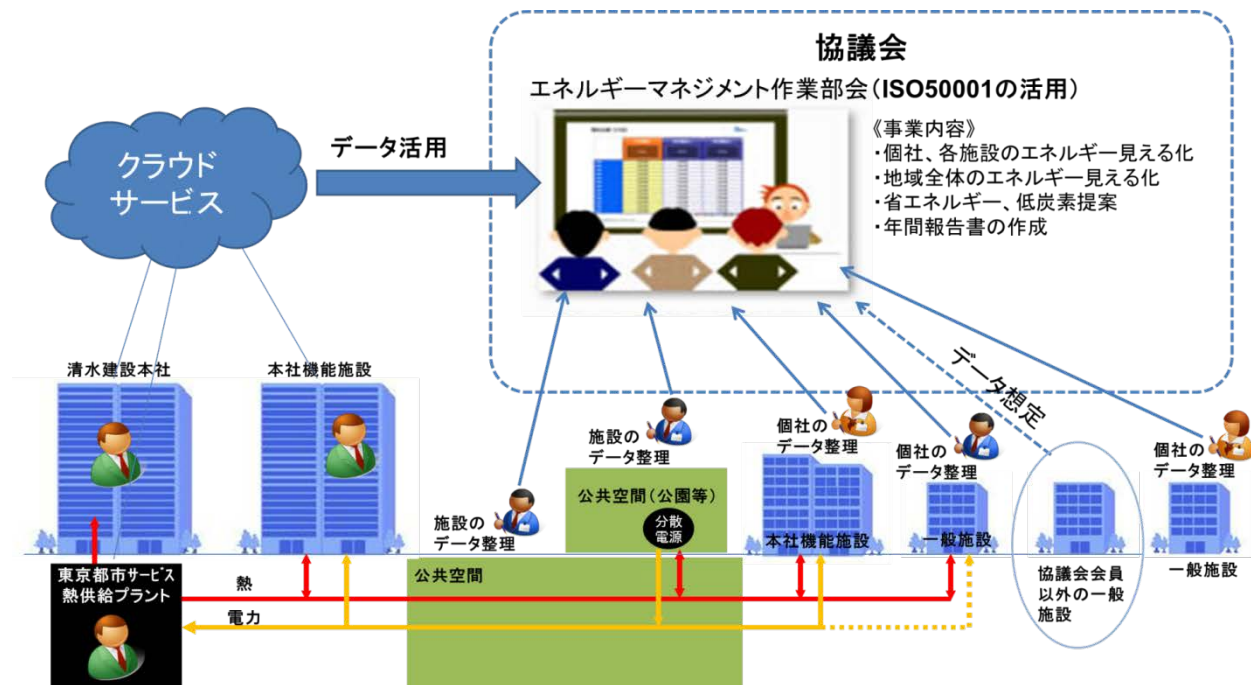 協議会
エネルギーマネジメント作業部会(ISO50001の活用)
《事業内容》
・個社、各施設のエネルギー見える化
・地域全体のエネルギー見える化
・省エネルギー、低炭素提案
・年間報告書の作成
クラウド
サービス
データ活用
清水建設本社
本社機能施設
施設の
データ整理
施設の
データ整理
個社の
データ整理
個社の
データ整理
データ想定
個社の
データ整理
公共空間(公園等)
分散
電源
本社機能施設
一般施設
協議会会員
以外の一般
施設
一般施設
東京都市サービス
熱供給プラント
熱
電力
公共空間